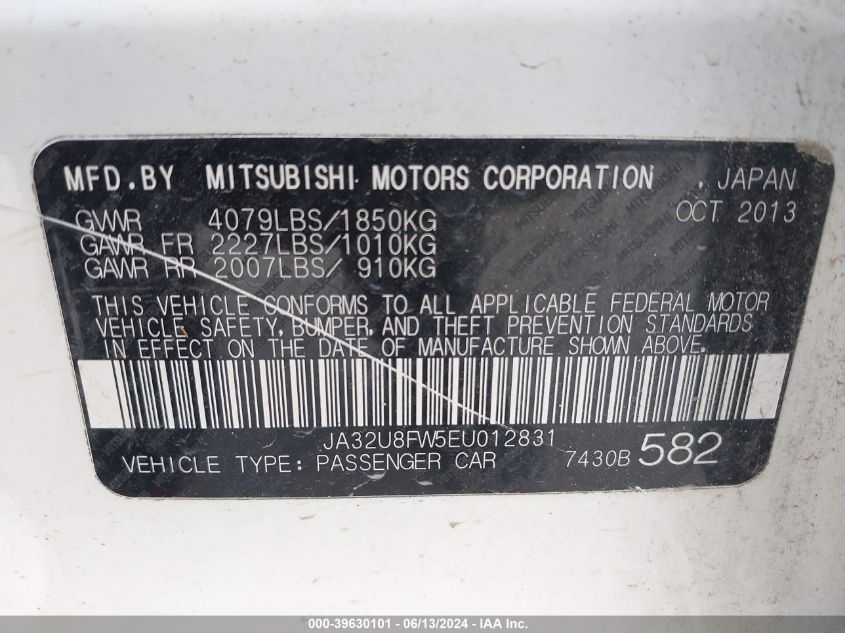 MFD.BY MITSUBISHI MOTORS CORPORATION , JAPAN
GVWR 4079LBS/1850KG OCT 2013
GAWR FR 2227LBS/1010KG
GAWR RR 2007LBS/ 910KG
THIS VEHICLE CONFORMS TO ALL APPLICABLE FEDERAL MOTOR
VEHICLE SAFETY, BUMPER, AND THEFT PREVENTION STANDARDS
IN EFFECT ON THE DATE OF MANUFACTURE SHOWN ABOVE.
JA32U8FW5EU012831
VEHICLE TYPE: PASSENGER CAR 7430B 582
000-39630101 - 06/13/2024 - IAA Inc.